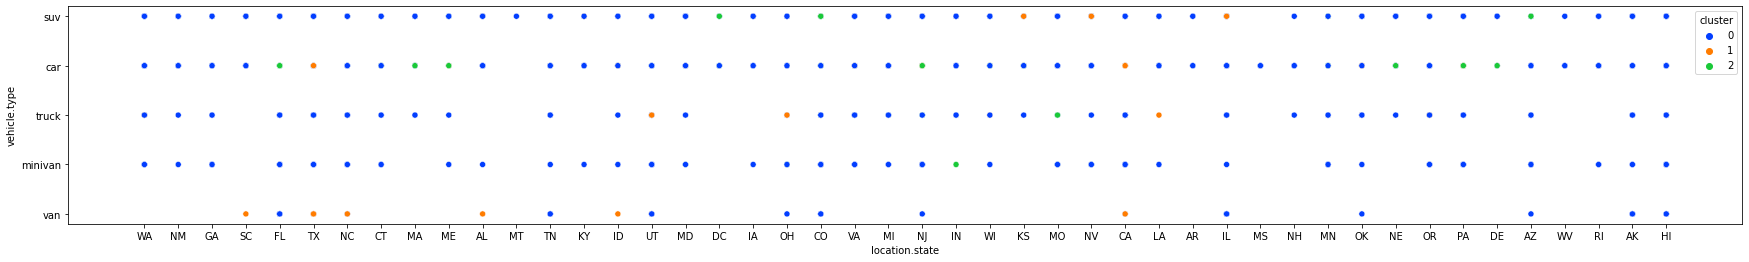 suv
car
truck
minivan
van
vehicle.type
cluster
0
1
2
WA NM GA SC FL TX NC CT MA ME AL MT TN KY ID UT MD DC IA OH CO VA MI NJ IN WI KS MO NV CA LA AR IL MS NH MN OK NE OR PA DE AZ WV RI AK HI
location.state